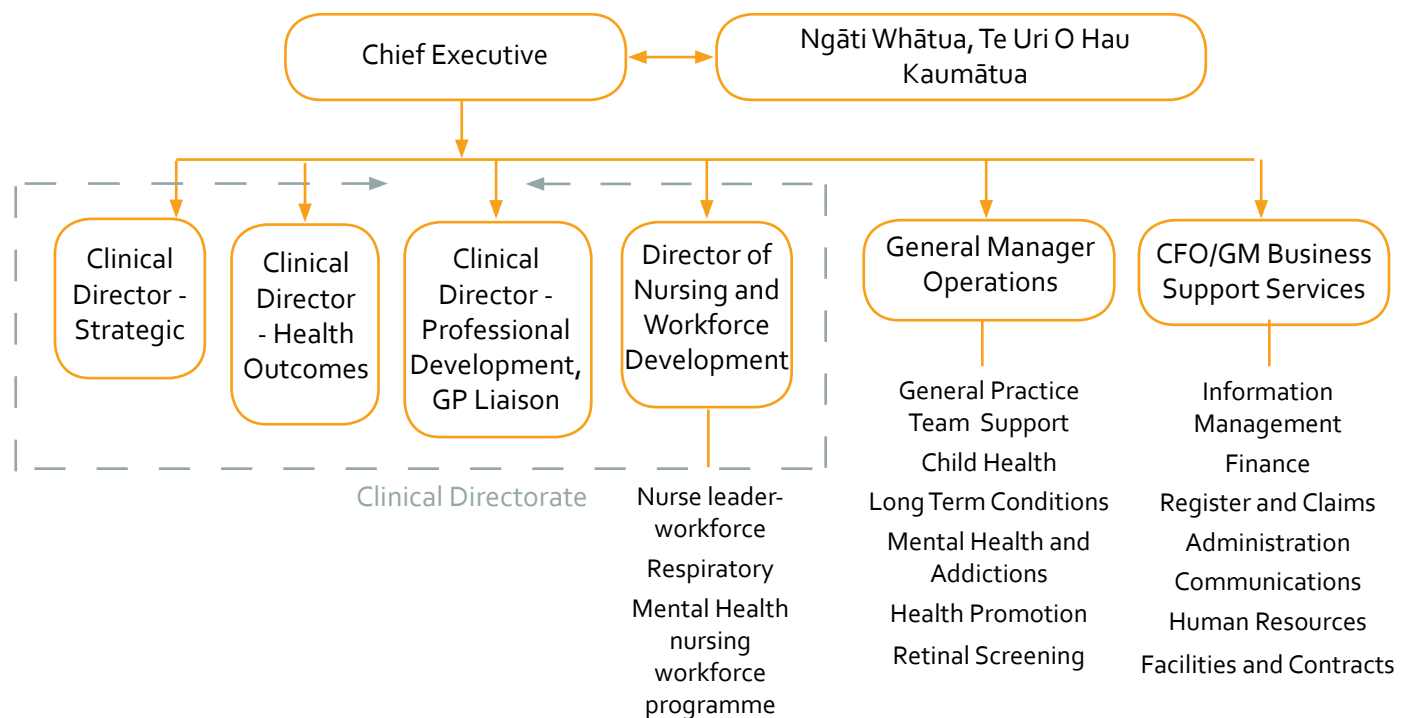 Chief Executive
Ngāti Whātua, Te Uri O Hau
Kaumātua
Clinical
Director -
Strategic
Clinical
Director
- Health
Outcomes
Clinical
Director -
Professional
Development,
GP Liaison
Director of
Nursing and
Workforce
Development
General Manager
Operations
CFO/GM Business
Support Services
Clinical Directorate
Nurse leader-
workforce
Respiratory
Mental Health
nursing
workforce
programme
General Practice
Team Support
Child Health
Long Term Conditions
Mental Health and
Addictions
Health Promotion
Retinal Screening
Information
Management
Finance
Register and Claims
Administration
Communications
Human Resources
Facilities and Contracts